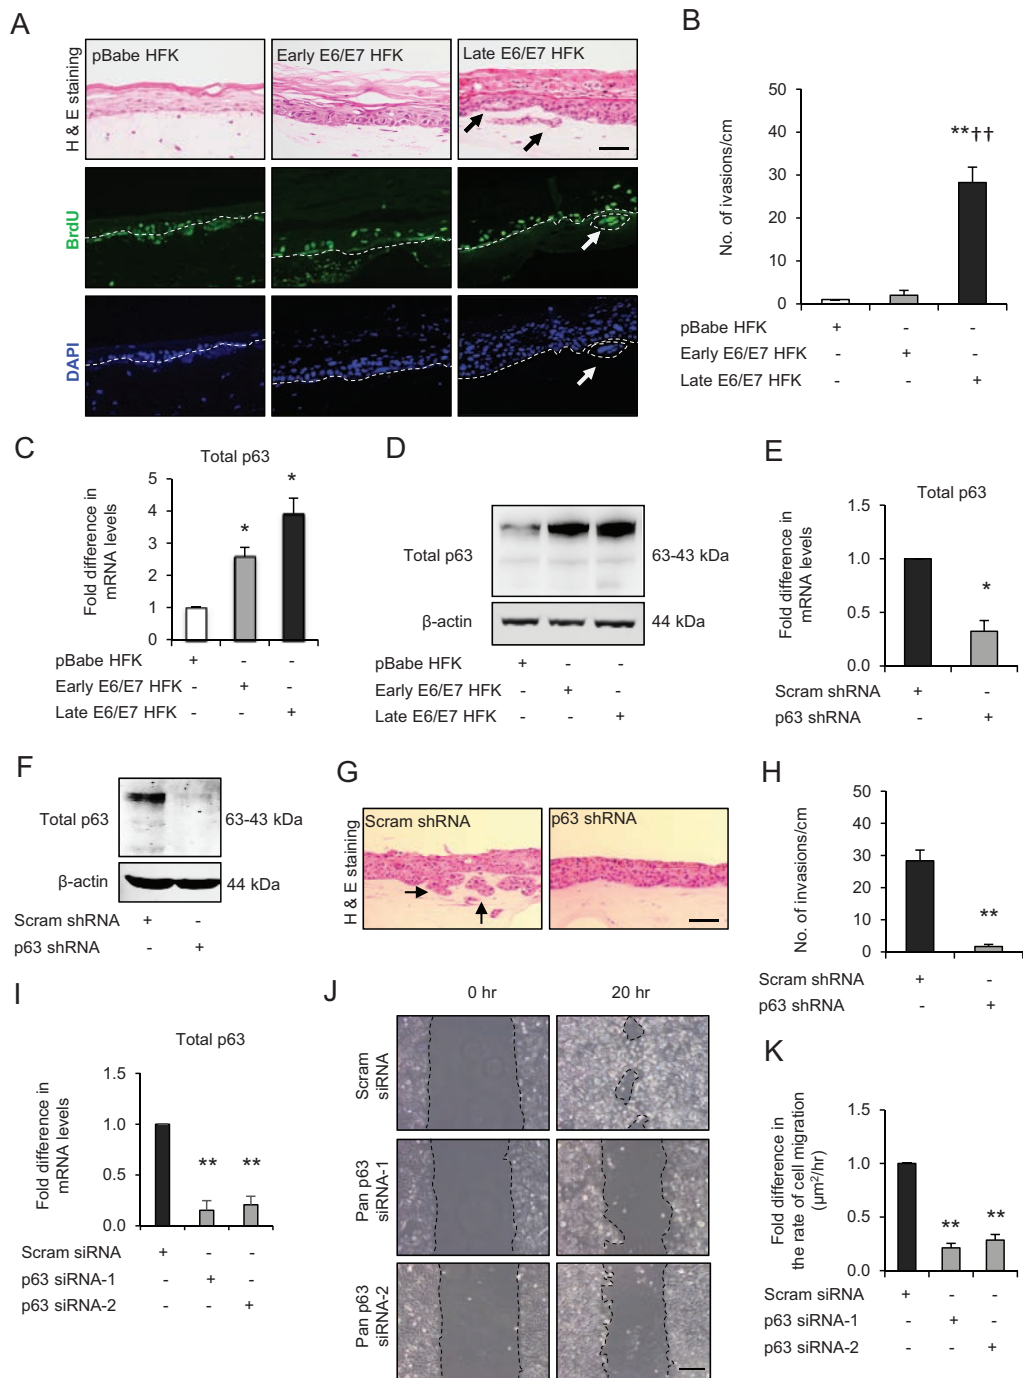 A
pBabe HFK
Early E6/E7 HFK
Late E6/E7 HFK
H & E staining
BrdU
DAPI
B
No. of ivasions/cm
50
40
30
20
10
0
**††
pBabe HFK + - -
Early E6/E7 HFK - + -
Late E6/E7 HFK - - +
C
Total p63
Fold difference in
mRNA levels
5
4
3
2
1
0
*
*
pBabe HFK + - -
Early E6/E7 HFK - + -
Late E6/E7 HFK - - +
D
Total p63
63-43 kDa
β-actin
44 kDa
pBabe HFK + - -
Early E6/E7 HFK - + -
Late E6/E7 HFK - - +
E
Total p63
Fold difference in
mRNA levels
1.5
1.0
0.5
0.0
*
Scram shRNA + -
p63 shRNA - +
F
Total p63
63-43 kDa
β-actin
44 kDa
Scram shRNA + -
p63 shRNA - +
G
H & E staining
Scram shRNA
p63 shRNA
H
No. of invasions/cm
50
40
30
20
10
0
**
Scram shRNA + -
p63 shRNA - +
I
Total p63
Fold difference in
mRNA levels
1.5
1.0
0.5
0.0
**
**
Scram siRNA + - -
p63 siRNA-1 - + -
p63 siRNA-2 - - +
J
0 hr
20 hr
Scram
siRNA
Pan p63
siRNA-1
Pan p63
siRNA-2
K
Fold difference in
the rate of cell migration
(µm²/hr)
1.5
1.0
0.5
0.0
**
**
Scram siRNA + - -
p63 siRNA-1 - + -
p63 siRNA-2 - - +